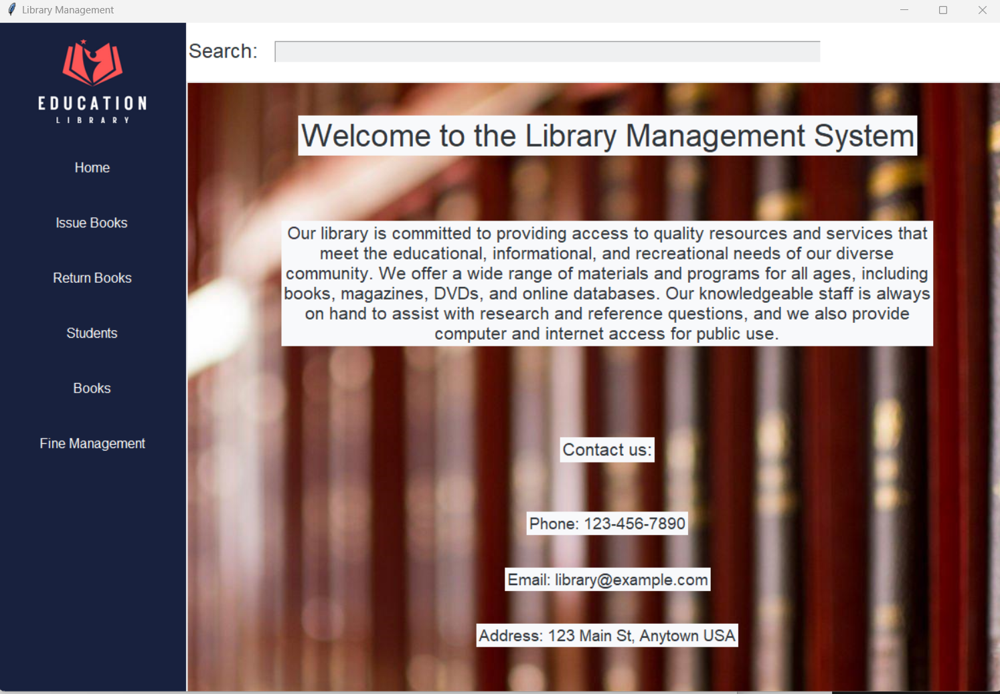 Library Management
EDUCATION
LIBRARY
Home
Issue Books
Return Books
Students
Books
Fine Management
Search:
Welcome to the Library Management System
Our library is committed to providing access to quality resources and services that
meet the educational, informational, and recreational needs of our diverse
community. We offer a wide range of materials and programs for all ages, including
books, magazines, DVDs, and online databases. Our knowledgeable staff is always
on hand to assist with research and reference questions, and we also provide
computer and internet access for public use.
Contact us:
Phone: 123-456-7890
Email: library@example.com
Address: 123 Main St, Anytown USA